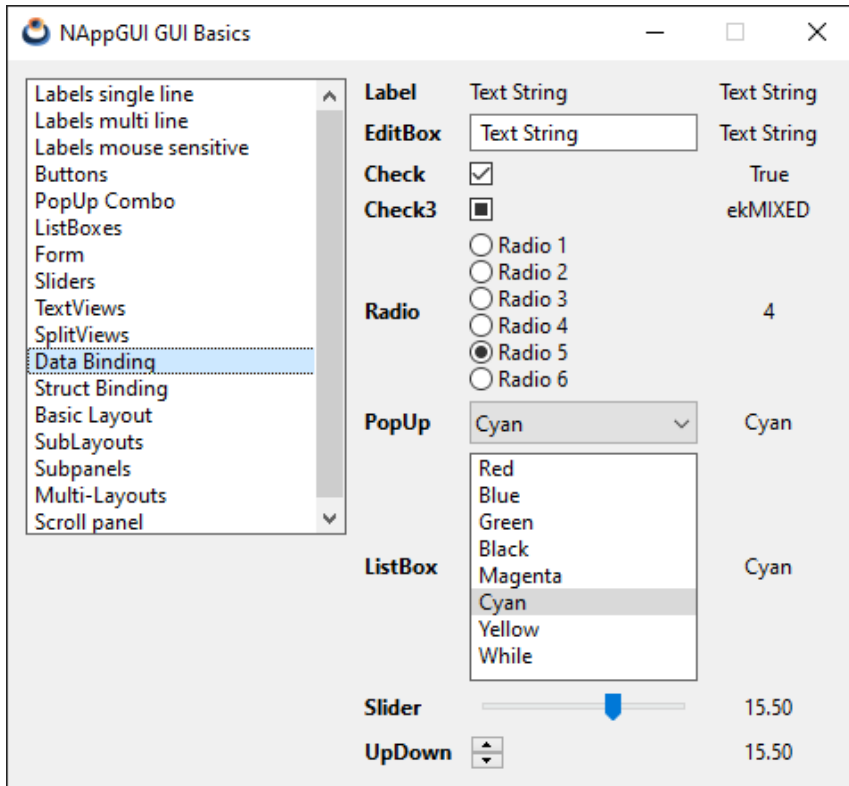 NAppGUI GUI Basics
Labels single line
Labels multi line
Labels mouse sensitive
Buttons
PopUp Combo
ListBoxes
Form
Sliders
TextViews
SplitViews
Data Binding
Struct Binding
Basic Layout
SubLayouts
Subpanels
Multi-Layouts
Scroll panel
Label Text String Text String
EditBox Text String Text String
Check True
Check3 ekMIXED
Radio 1
Radio 2
Radio 3
Radio 4
Radio 5
Radio 6
Radio 4
PopUp Cyan Cyan
Red
Blue
Green
Black
Magenta
Cyan
Yellow
While
ListBox Cyan
Slider 15.50
UpDown 15.50